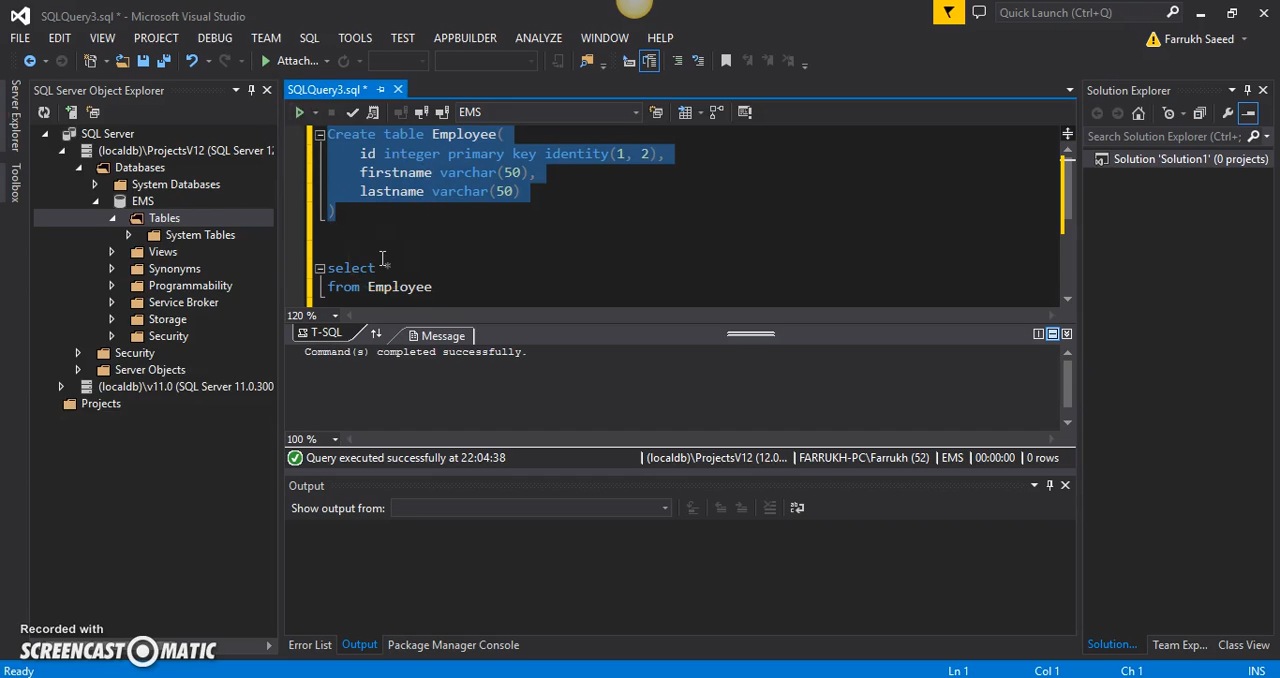 SQLQuery3.sql * - Microsoft Visual Studio
Quick Launch (Ctrl+Q)
FILE EDIT VIEW PROJECT DEBUG TEAM SQL TOOLS TEST APPBUILDER ANALYZE WINDOW HELP
Farrukh Saeed
Attach...
Server Explorer
Toolbox
SQL Server Object Explorer
SQL Server
(localdb)\ProjectsV12 (SQL Server 12
Databases
System Databases
EMS
Tables
System Tables
Views
Synonyms
Programmability
Service Broker
Storage
Security
Security
Server Objects
(localdb)\v11.0 (SQL Server 11.0.300
Projects
SQLQuery3.sql *
EMS
Create table Employee(
id integer primary key identity(1, 2),
firstname varchar(50),
lastname varchar(50)
)
select *
from Employee
120 %
T-SQL
Message
Command(s) completed successfully.
100 %
Query executed successfully at 22:04:38
(localdb)\ProjectsV12 (12.0... FARRUKH-PC\Farrukh (52) EMS 00:00:00 0 rows
Output
Show output from:
Error List Output Package Manager Console
Solution Explorer
Search Solution Explorer (Ctrl+;
Solution 'Solution1' (0 projects)
Solution... Team Exp... Class View
Recorded with
SCREENCAST MATIC
Ready
Ln 1 Col 1 Ch 1 INS